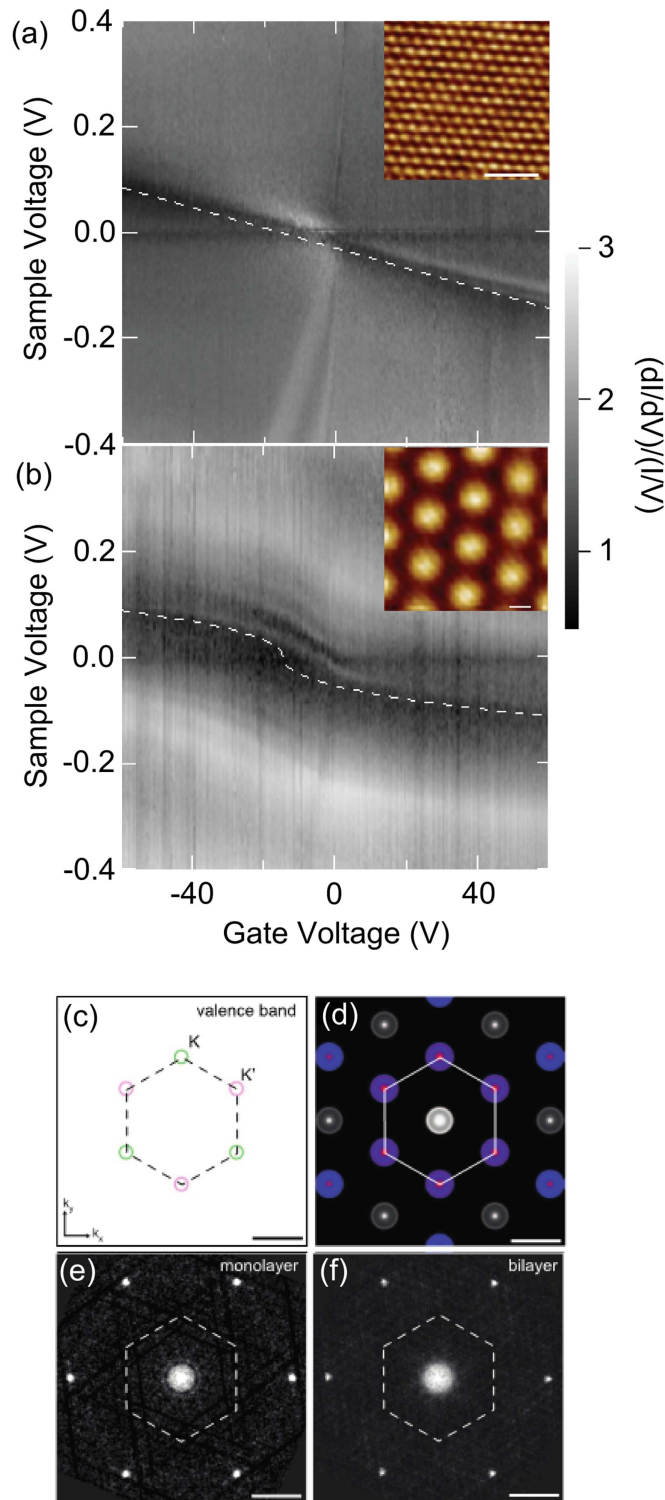 (a)
0.4
0.2
0.0
-0.2
-0.4
Sample Voltage (V)
(b)
0.2
0.0
-0.2
-0.4
Sample Voltage (V)
-40
0
40
Gate Voltage (V)
3
2
1
(dI/dV)/(I/V)
(c)
valence band
K
K'
ky
kx
(d)
(e)
monolayer
(f)
bilayer